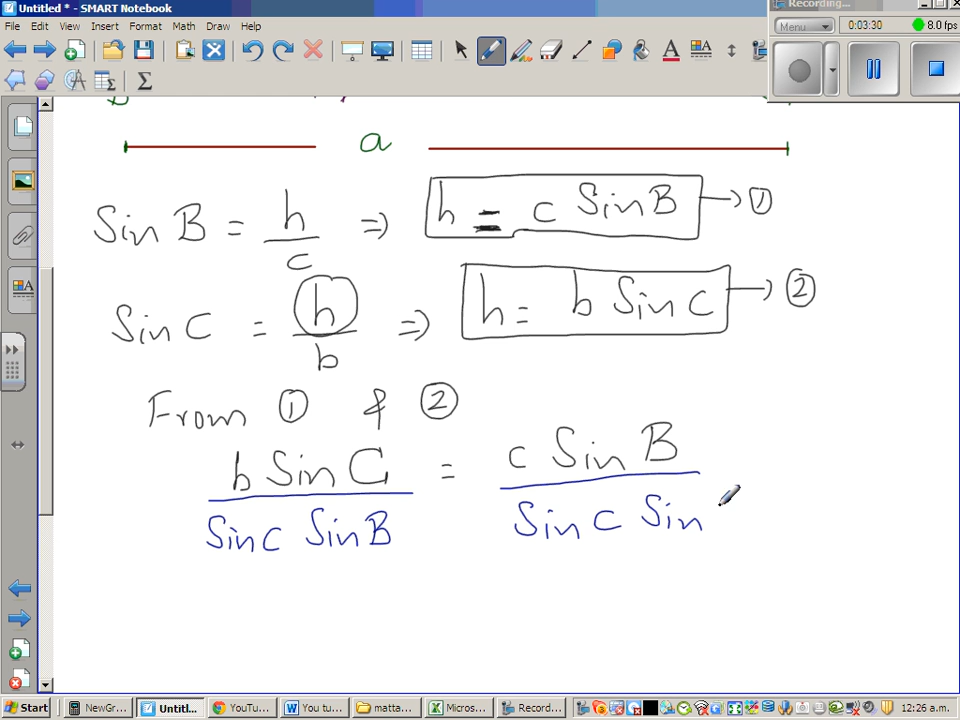 Untitled * - SMART Notebook
Recording...
File Edit View Insert Format Math Draw Help
Menu
0:03:30
8.0 fps
a
Sin B = h/c => h = c Sin B → ①
Sin C = h/b => h = b Sin C → ②
From ① & ②
b Sin C = c Sin B
Sin C Sin B Sin C Sin
Start NewGr... Untitl... YouTu... You tu... matta... Micros... Record... 12:26 a.m.